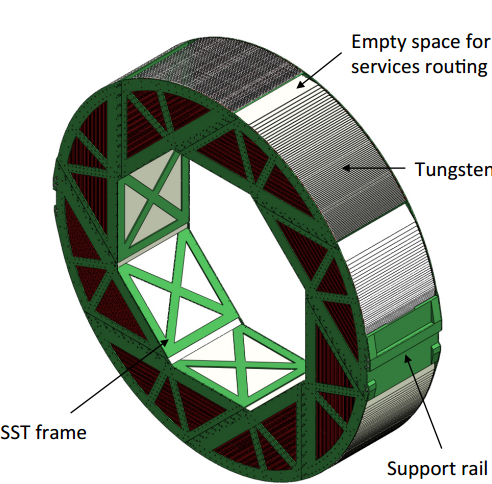 Empty space for
services routing
Tungsten
SST frame
Support rail